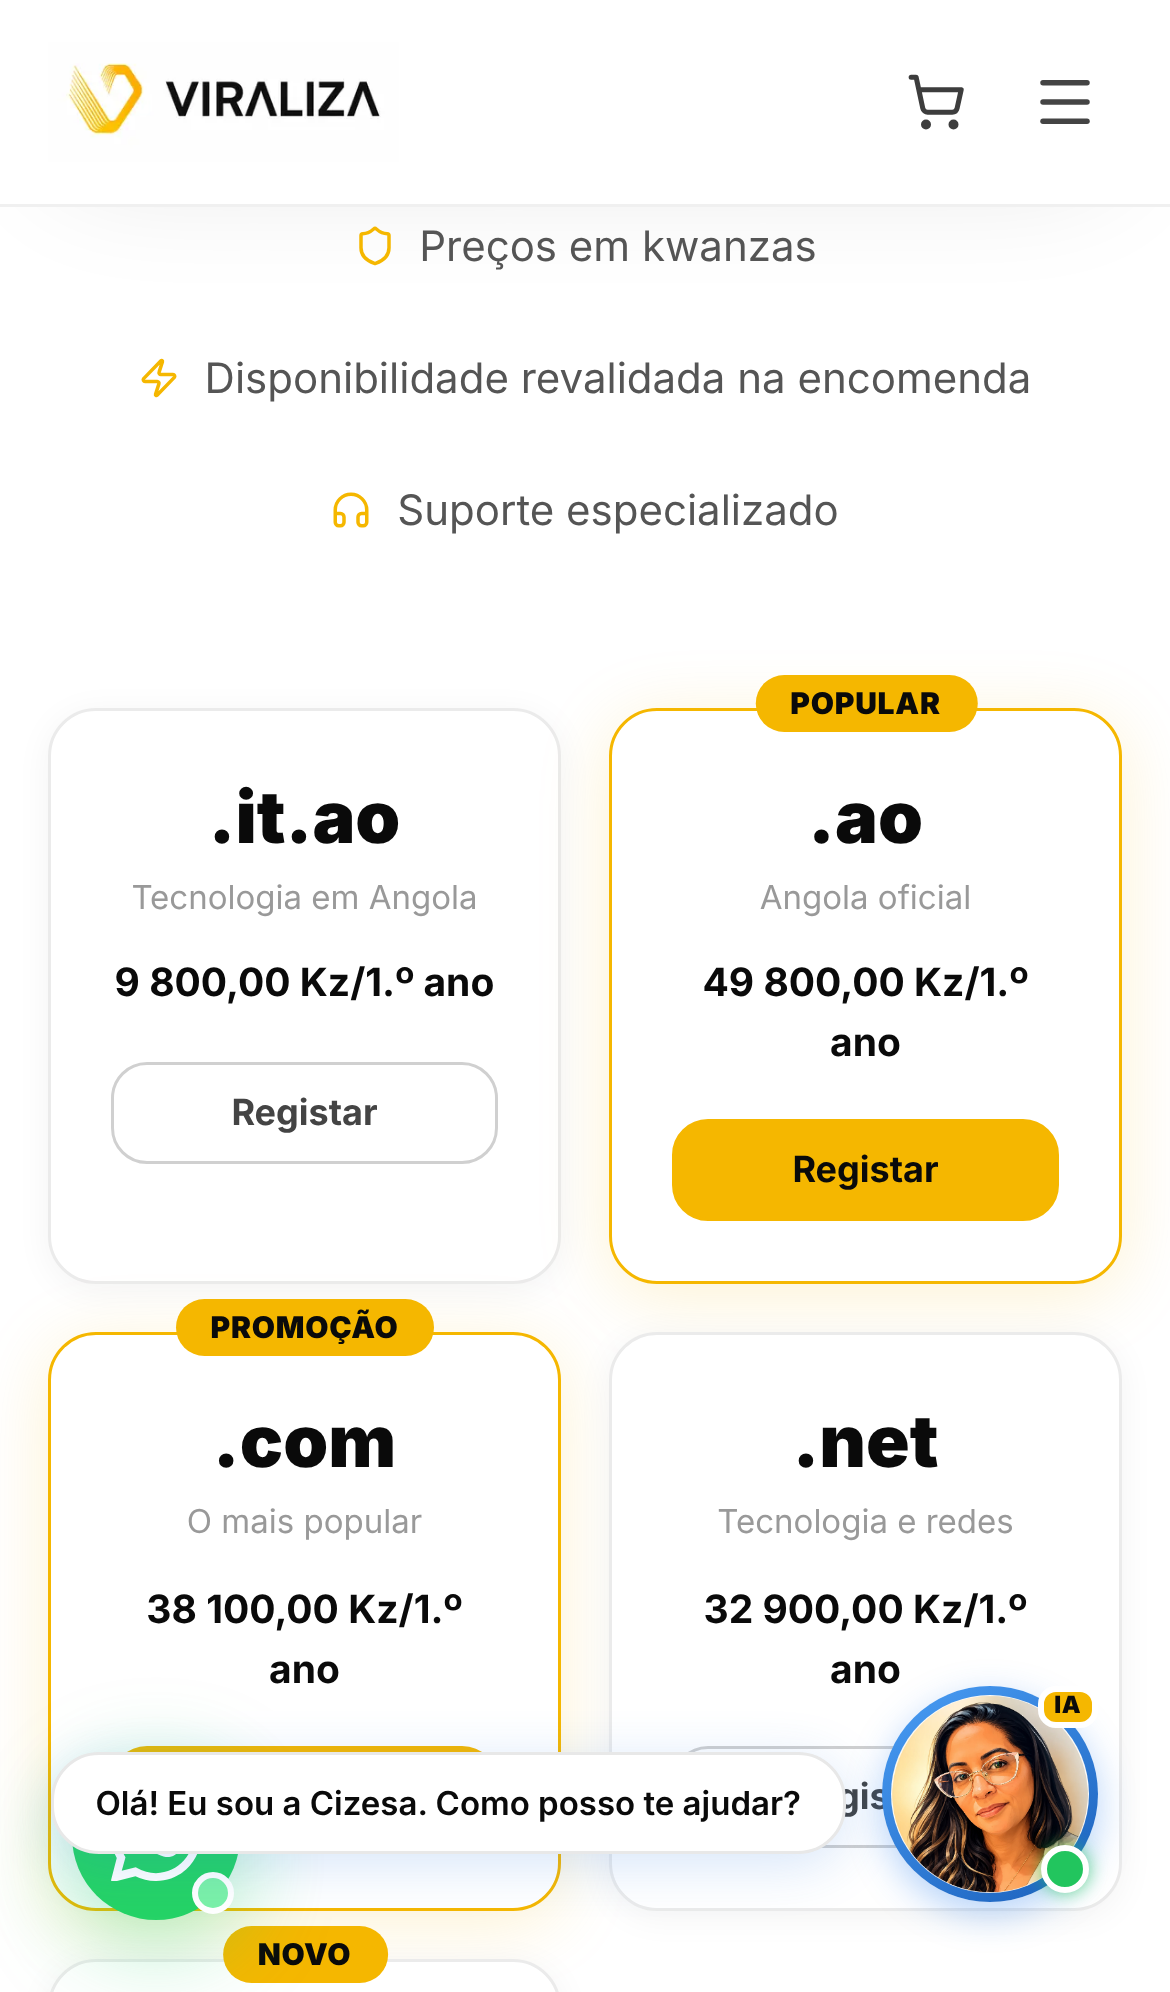 VIRALIZA
Preços em kwanzas
Disponibilidade revalidada na encomenda
Suporte especializado
.it.ao
Tecnologia em Angola
9 800,00 Kz/1.º ano
Registar
POPULAR
.ao
Angola oficial
49 800,00 Kz/1.º
ano
Registar
PROMOÇÃO
.com
O mais popular
38 100,00 Kz/1.º
ano
.net
Tecnologia e redes
32 900,00 Kz/1.º
ano
IA
Olá! Eu sou a Cizesa. Como posso te ajudar?
NOVO